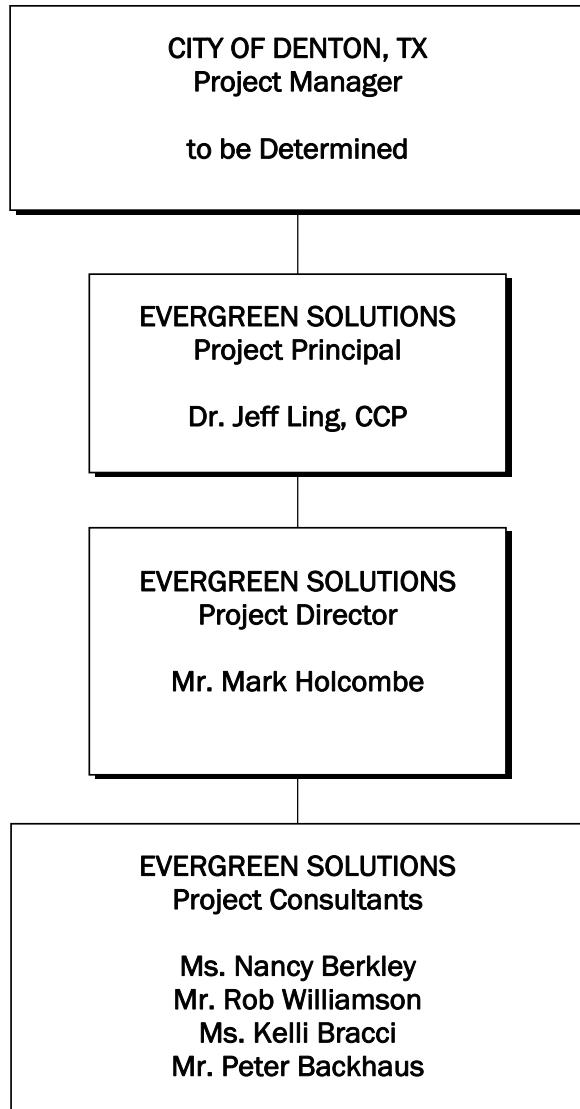 CITY OF DENTON, TX
Project Manager
to be Determined
EVERGREEN SOLUTIONS
Project Principal
Dr. Jeff Ling, CCP
EVERGREEN SOLUTIONS
Project Director
Mr. Mark Holcombe
EVERGREEN SOLUTIONS
Project Consultants
Ms. Nancy Berkley
Mr. Rob Williamson
Ms. Kelli Bracci
Mr. Peter Backhaus